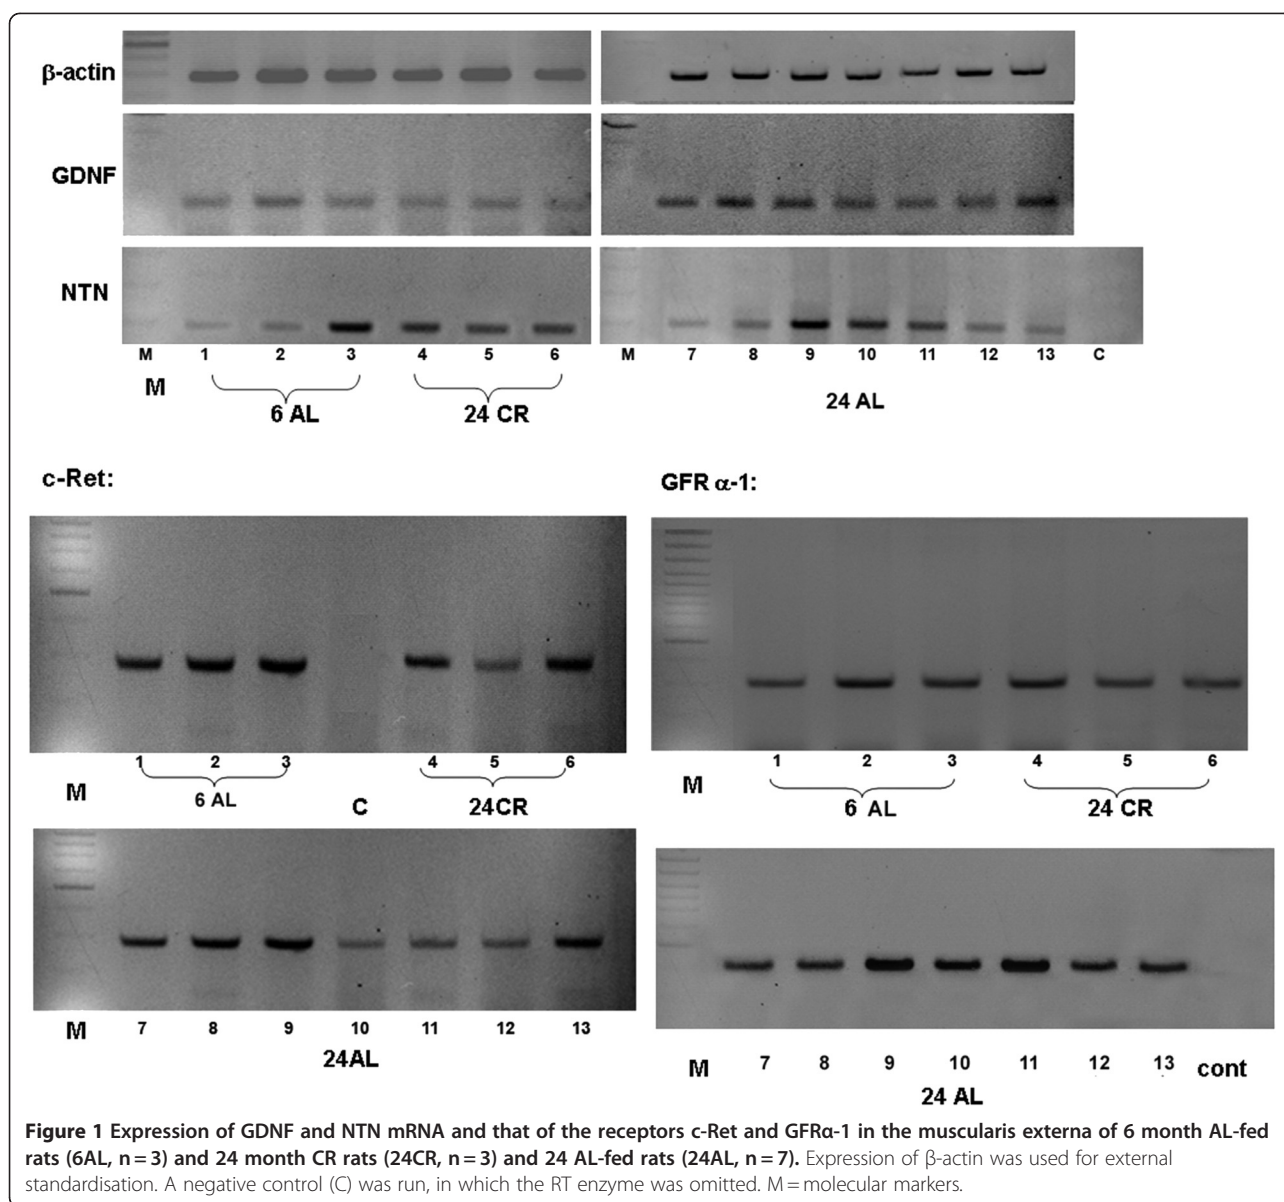 β-actin
GDNF
NTN
M 1 2 3 4 5 6 M 7 8 9 10 11 12 13 C
M
6 AL 24 CR 24 AL
c-Ret: GFR α-1:
1 2 3 4 5 6
M 6 AL C 24CR
1 2 3 4 5 6
M 6 AL 24 CR
M 7 8 9 10 11 12 13
24AL
M 7 8 9 10 11 12 13 cont
24 AL
Figure 1 Expression of GDNF and NTN mRNA and that of the receptors c-Ret and GFRα-1 in the muscularis externa of 6 month AL-fed
rats (6AL, n = 3) and 24 month CR rats (24CR, n = 3) and 24 AL-fed rats (24AL, n = 7). Expression of β-actin was used for external
standardisation. A negative control (C) was run, in which the RT enzyme was omitted. M = molecular markers.